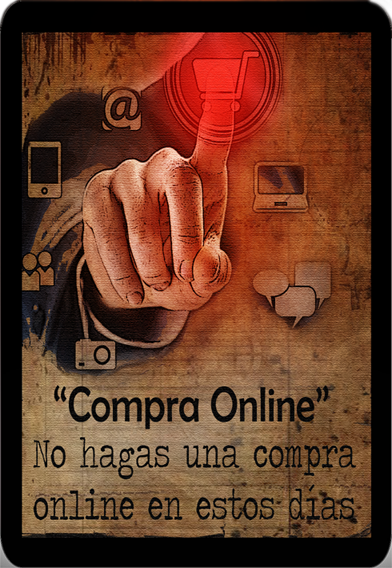 “Compra Online”
No hagas una compra
online en estos días